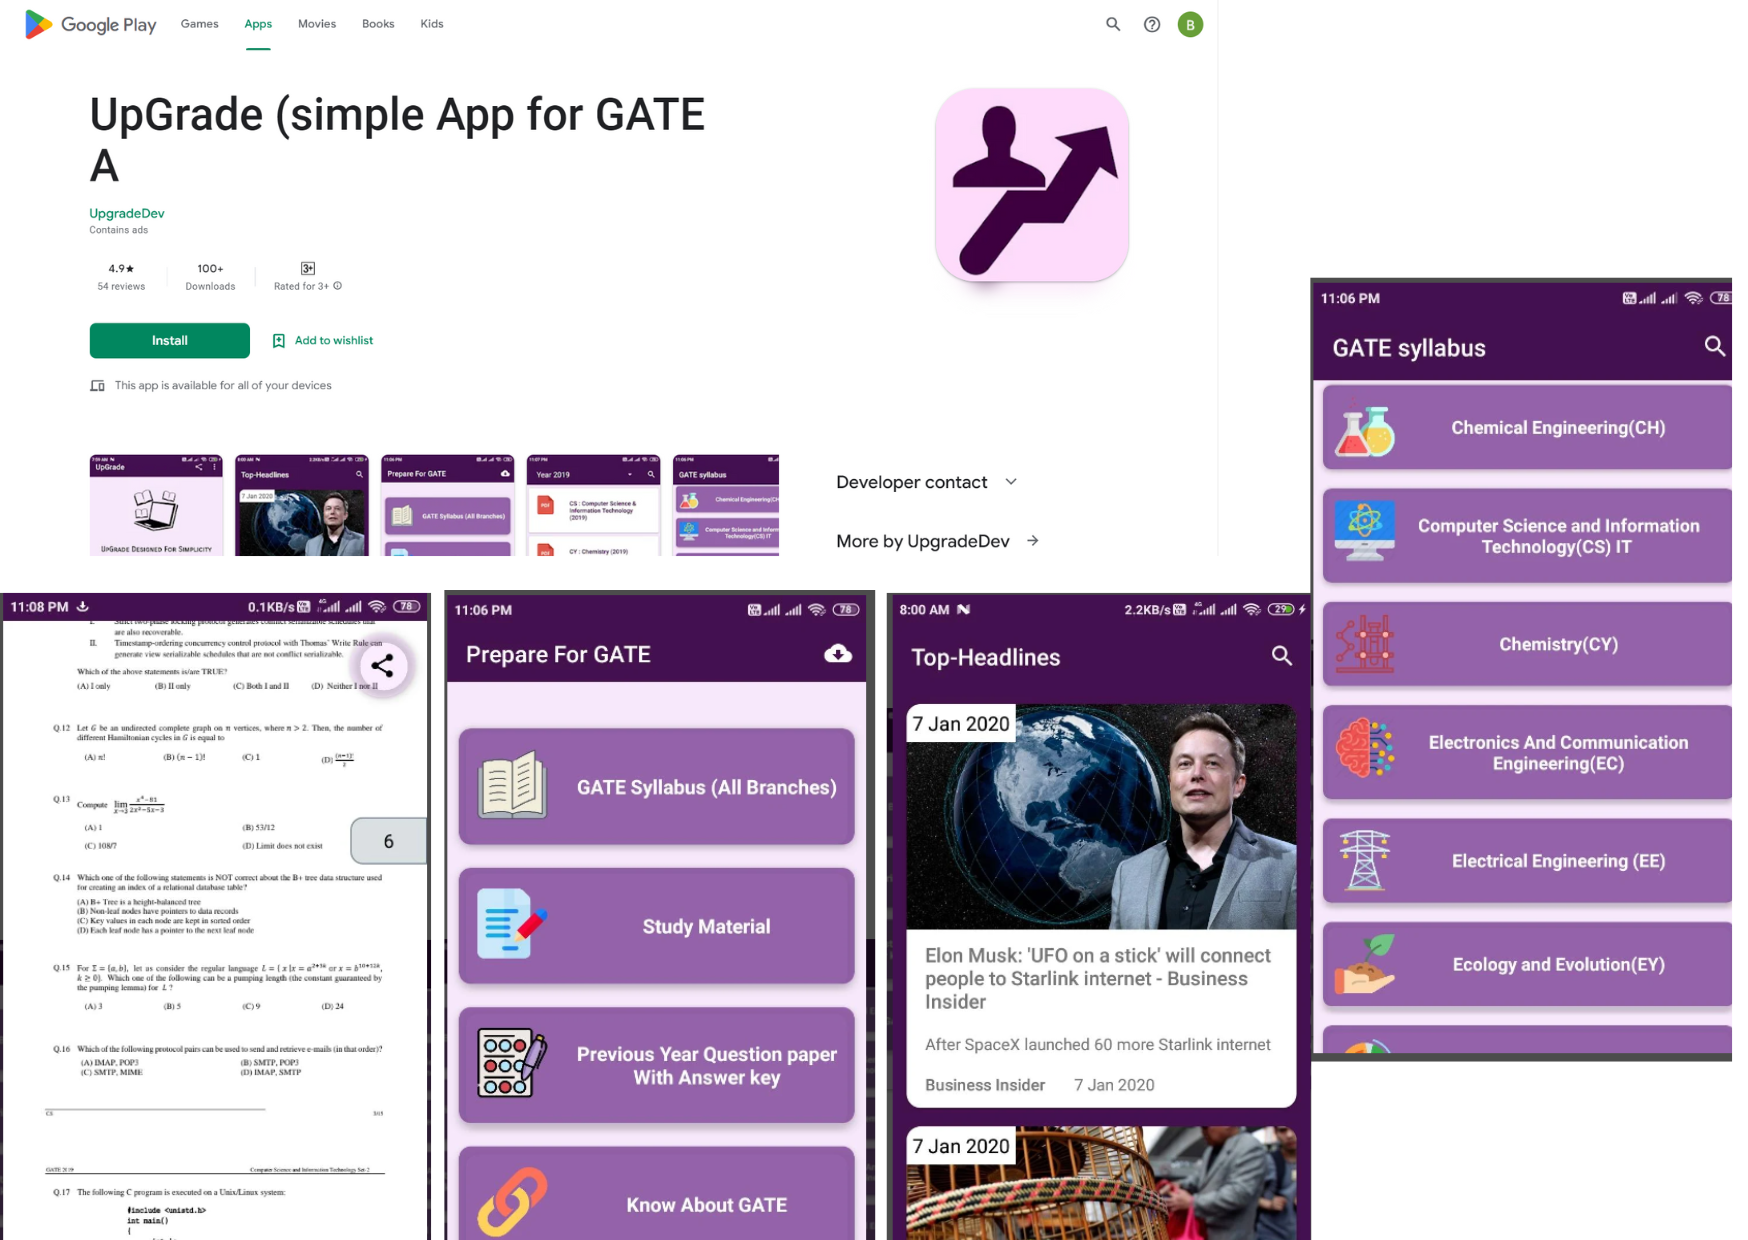 Google Play
Games
Apps
Movies
Books
Kids
B
UpGrade (simple App for GATE
A
UpgradeDev
Contains ads
4.9★
54 reviews
100+
Downloads
3+
Rated for 3+
Install
Add to wishlist
This app is available for all of your devices
UpGrade
UPGRADE DESIGNED FOR SIMPLICITY
Top-Headlines
7 Jan 2020
Prepare For GATE
GATE Syllabus (All Branches)
Year 2019
PDF
CS : Computer Science &
Information Technology
(2019)
PDF
CY : Chemistry (2019)
GATE syllabus
Chemical Engineering(CH
Computer Science and Inform
Technology(CS) IT
Developer contact
More by UpgradeDev
11:06 PM
78
GATE syllabus
Chemical Engineering(CH)
Computer Science and Information
Technology(CS) IT
Chemistry(CY)
Electronics And Communication
Engineering(EC)
Electrical Engineering (EE)
Ecology and Evolution(EY)
11:08 PM
0.1KB/s
4G
78
I. Strict two-phase locking protocol generates conflict serializable schedules that
are also recoverable.
II. Timestamp-ordering concurrency control protocol with Thomas' Write Rule can
generate view serializable schedules that are not conflict serializable.
Which of the above statements is/are TRUE?
(A) I only (B) II only (C) Both I and II (D) Neither I nor II
Q.12 Let G be an undirected complete graph on n vertices, where n > 2. Then, the number of
different Hamiltonian cycles in G is equal to
(A) n! (B) (n − 1)! (C) 1 (D) (n−1)!/2
Q.13 Compute lim x→3 x⁴−81 / 2x²−5x−3
(A) 1 (B) 53/12
(C) 108/7 (D) Limit does not exist
6
Q.14 Which one of the following statements is NOT correct about the B+ tree data structure used
for creating an index of a relational database table?
(A) B+ Tree is a height-balanced tree
(B) Non-leaf nodes have pointers to data records
(C) Key values in each node are kept in sorted order
(D) Each leaf node has a pointer to the next leaf node
Q.15 For Σ = {a, b}, let us consider the regular language L = { x | x = a²⁺³ᵏ or x = b¹⁰⁺¹²ᵏ,
k ≥ 0}. Which one of the following can be a pumping length (the constant guaranteed by
the pumping lemma) for L ?
(A) 3 (B) 5 (C) 9 (D) 24
Q.16 Which of the following protocol pairs can be used to send and retrieve e-mails (in that order)?
(A) IMAP, POP3 (B) SMTP, POP3
(C) SMTP, MIME (D) IMAP, SMTP
CS
GATE 2019 Computer Science and Information Technology Set-2
Q.17 The following C program is executed on a Unix/Linux system:
#include <unistd.h>
int main()
{
11:06 PM
78
Prepare For GATE
GATE Syllabus (All Branches)
Study Material
Previous Year Question paper
With Answer key
Know About GATE
8:00 AM
2.2KB/s
4G
29
Top-Headlines
7 Jan 2020
Elon Musk: 'UFO on a stick' will connect
people to Starlink internet - Business
Insider
After SpaceX launched 60 more Starlink internet
Business Insider 7 Jan 2020
7 Jan 2020